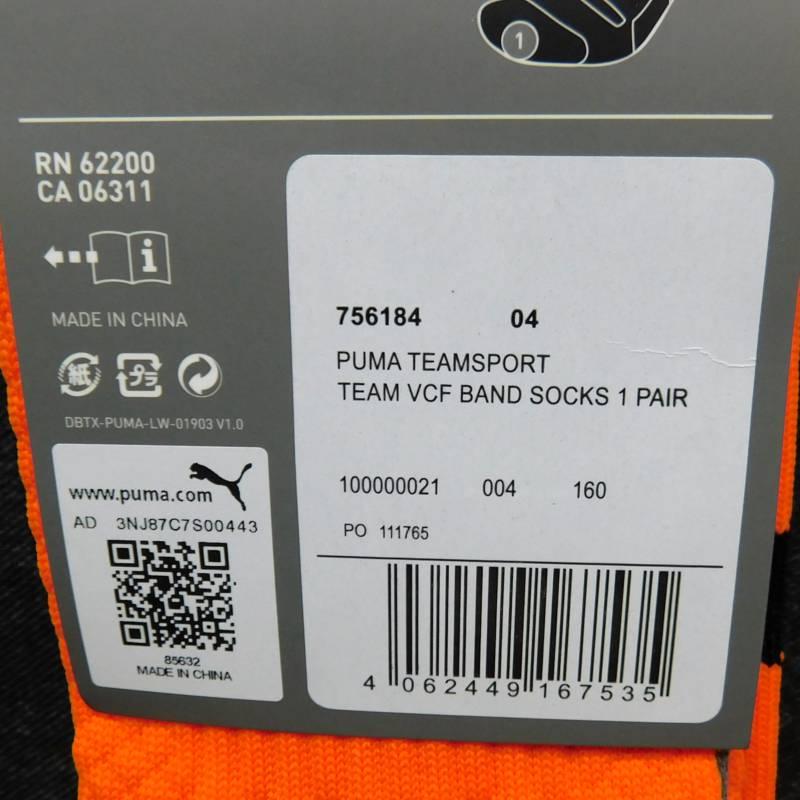 1
RN 62200
CA 06311
i
MADE IN CHINA
紙 プラ
DBTX-PUMA-LW-01903 V1.0
www.puma.com
AD 3NJ87C7S00443
85632
MADE IN CHINA
756184 04
PUMA TEAMSPORT
TEAM VCF BAND SOCKS 1 PAIR
100000021 004 160
PO 111765
4 062449 167535